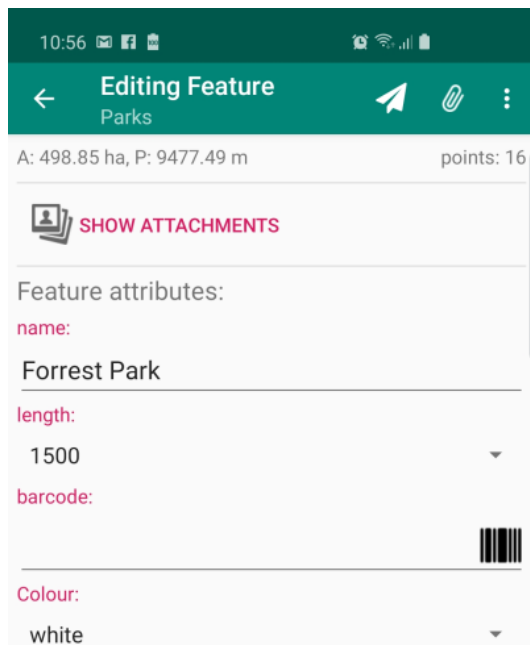 10:56
Editing Feature
Parks
A: 498.85 ha, P: 9477.49 m points: 16
SHOW ATTACHMENTS
Feature attributes:
name:
Forrest Park
length:
1500
barcode:
Colour:
white